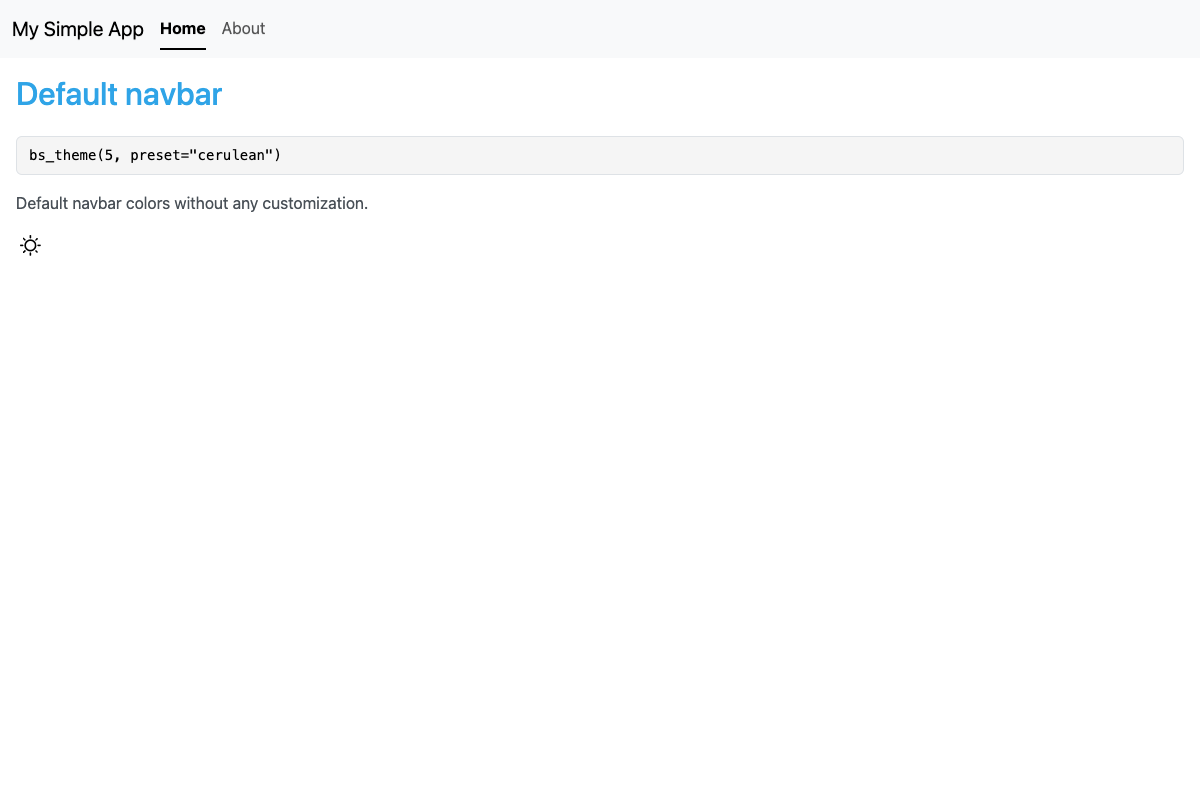 My Simple App Home About
Default navbar
bs_theme(5, preset="cerulean")
Default navbar colors without any customization.